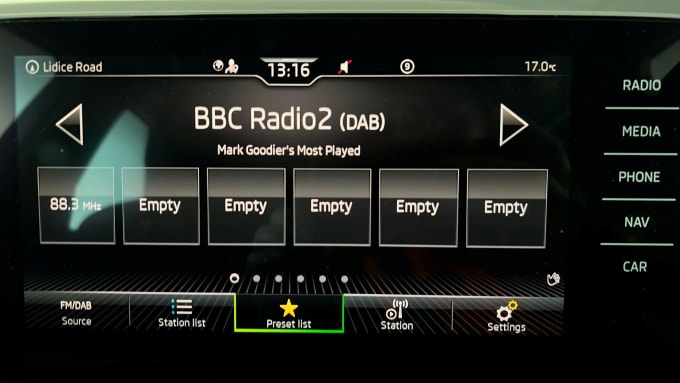 Lidice Road 13:16 9 17.0°C
BBC Radio2 (DAB)
Mark Goodier's Most Played
88.3 MHz Empty Empty Empty Empty Empty
FM/DAB Source
Station list
Preset list
Station
Settings
RADIO
MEDIA
PHONE
NAV
CAR